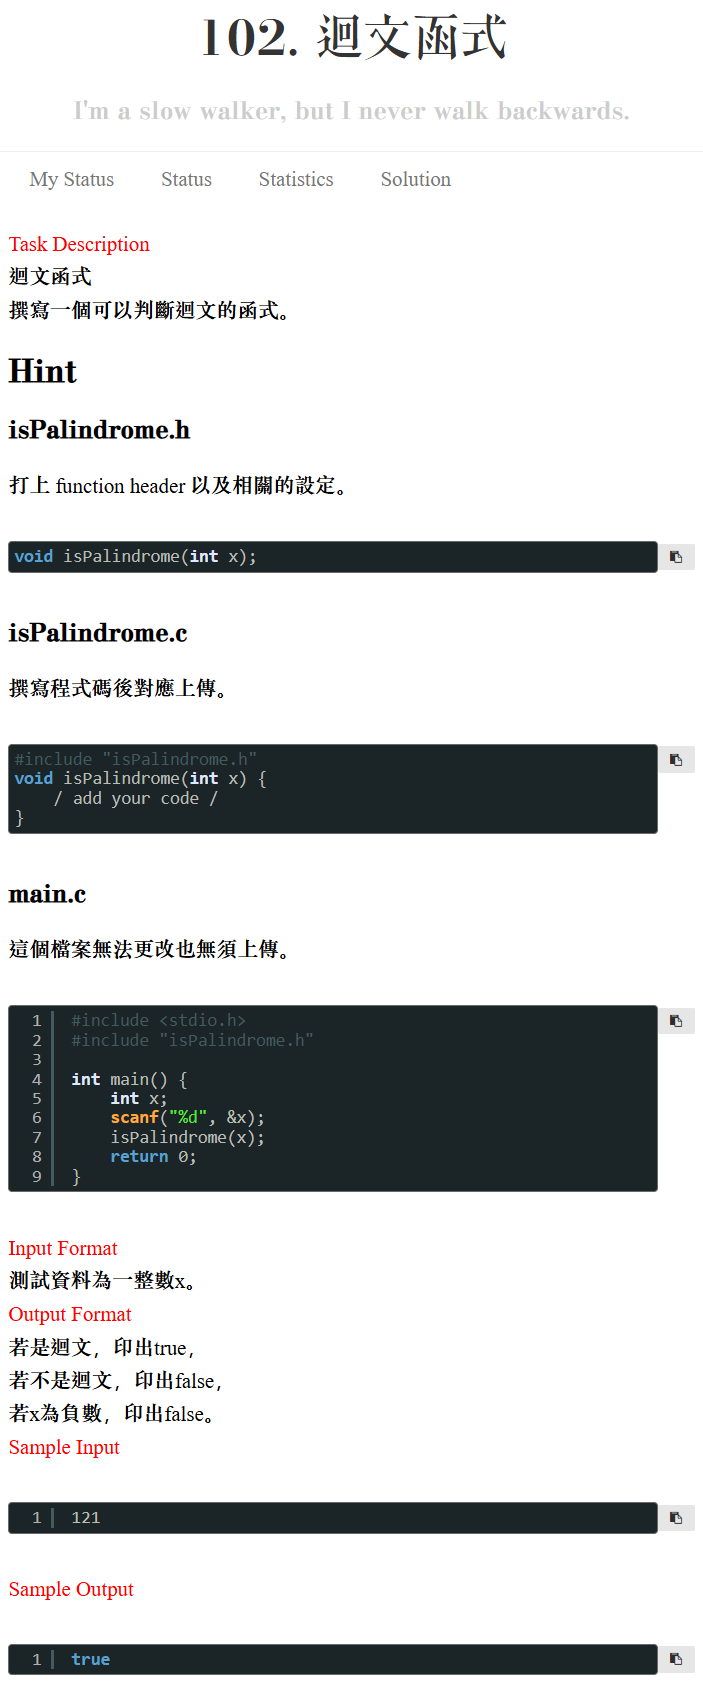 102. 迴文函式
I'm a slow walker, but I never walk backwards.
My Status Status Statistics Solution
Task Description
迴文函式
撰寫一個可以判斷迴文的函式。
Hint
isPalindrome.h
打上 function header 以及相關的設定。
void isPalindrome(int x);
isPalindrome.c
撰寫程式碼後對應上傳。
#include "isPalindrome.h"
void isPalindrome(int x) {
    / add your code /
}
main.c
這個檔案無法更改也無須上傳。
1 #include <stdio.h>
2 #include "isPalindrome.h"
3
4 int main() {
5     int x;
6     scanf("%d", &x);
7     isPalindrome(x);
8     return 0;
9 }
Input Format
測試資料為一整數x。
Output Format
若是迴文，印出true，
若不是迴文，印出false，
若x為負數，印出false。
Sample Input
1 121
Sample Output
1 true